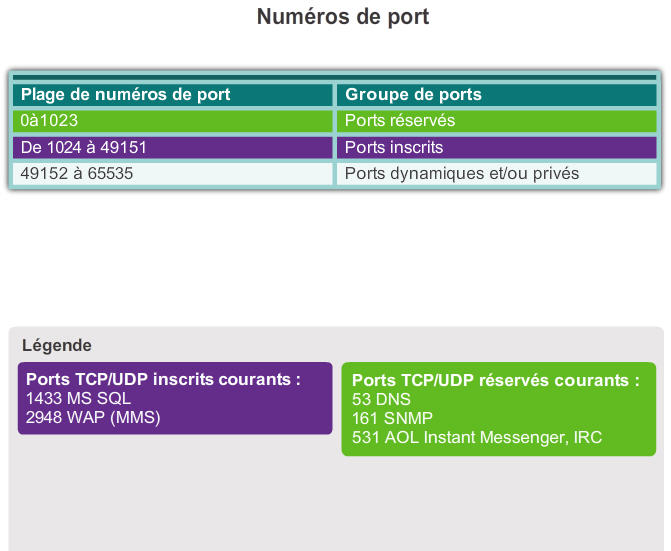 Numéros de port
Plage de numéros de port Groupe de ports
0à1023 Ports réservés
De 1024 à 49151 Ports inscrits
49152 à 65535 Ports dynamiques et/ou privés
Légende
Ports TCP/UDP inscrits courants :
1433 MS SQL
2948 WAP (MMS)
Ports TCP/UDP réservés courants :
53 DNS
161 SNMP
531 AOL Instant Messenger, IRC